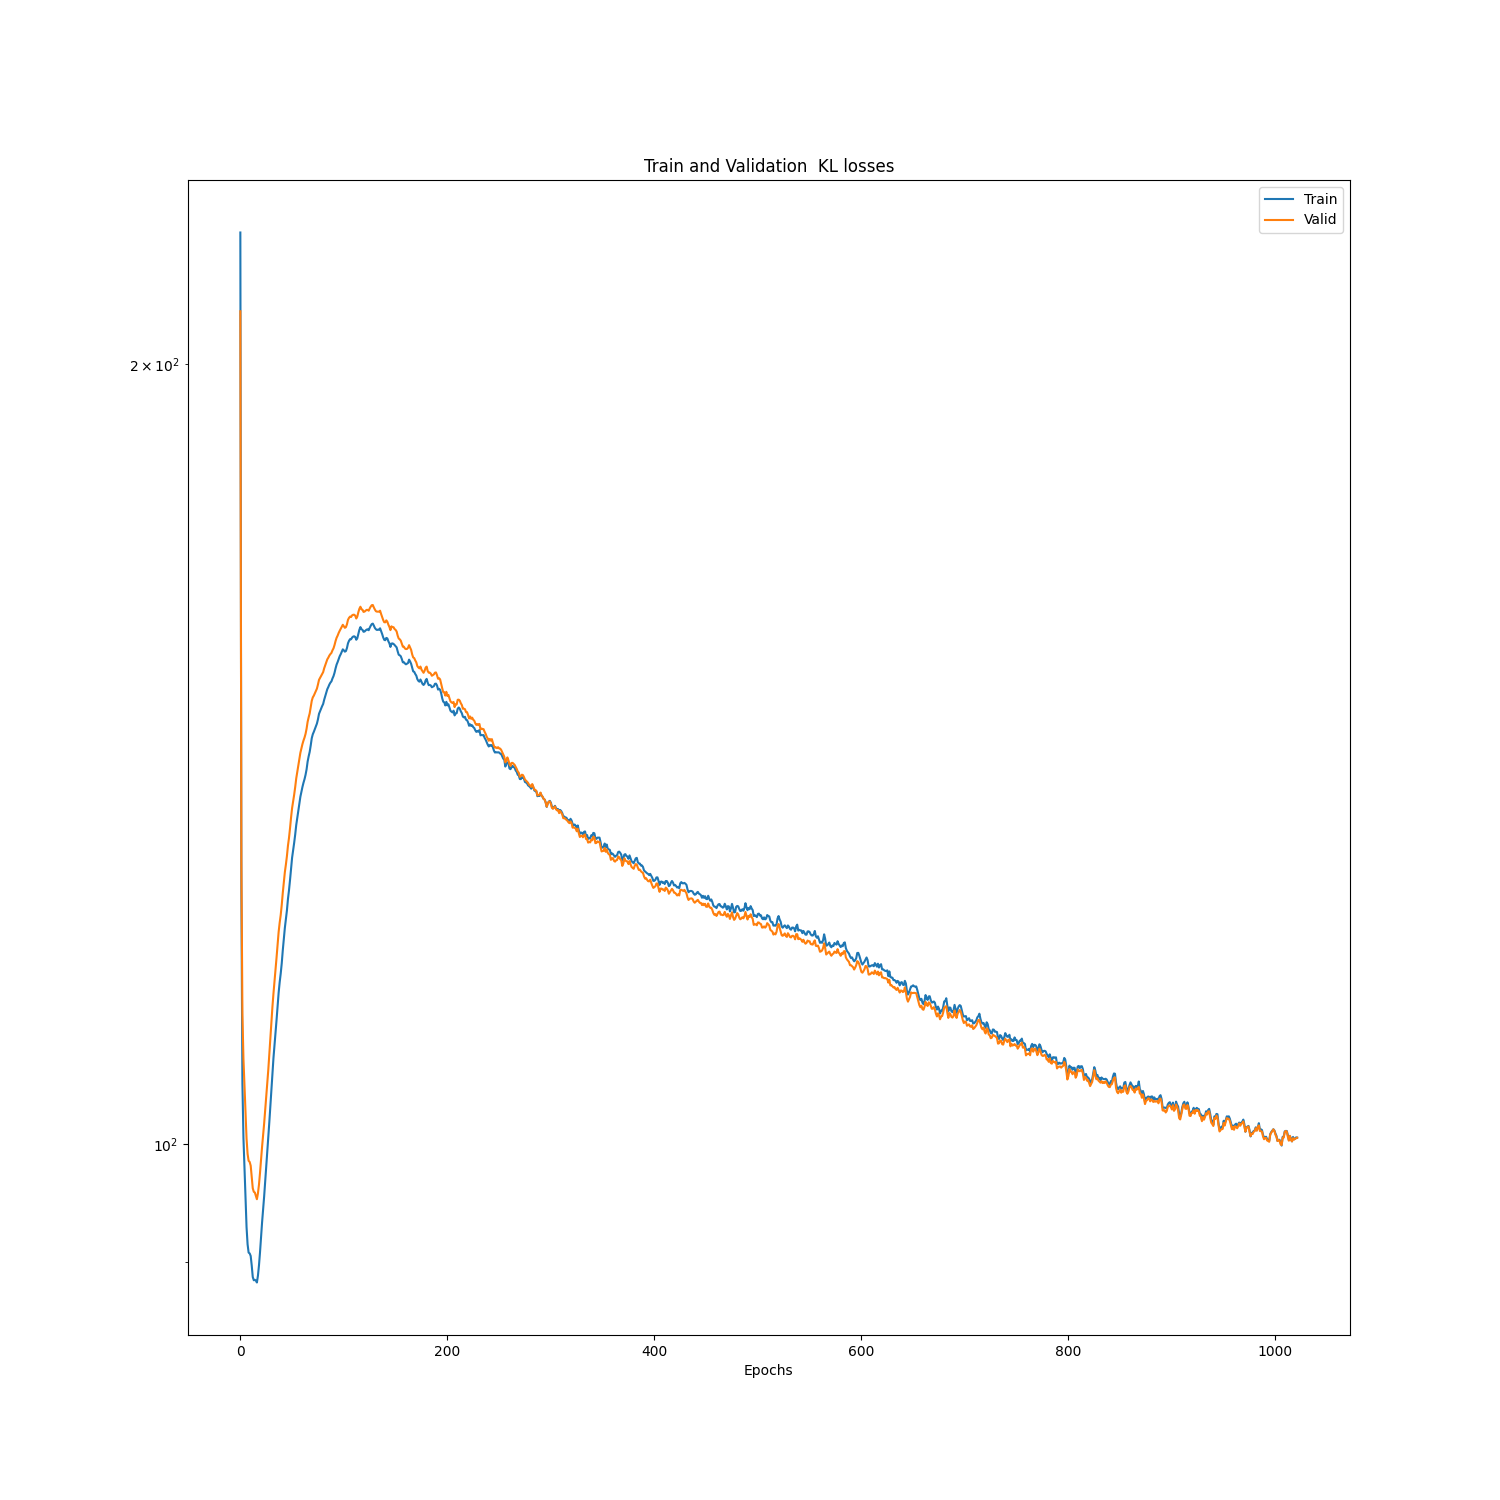 Train and Validation  KL losses
Train
Valid
2 × 10²
10²
0 200 400 600 800 1000
Epochs